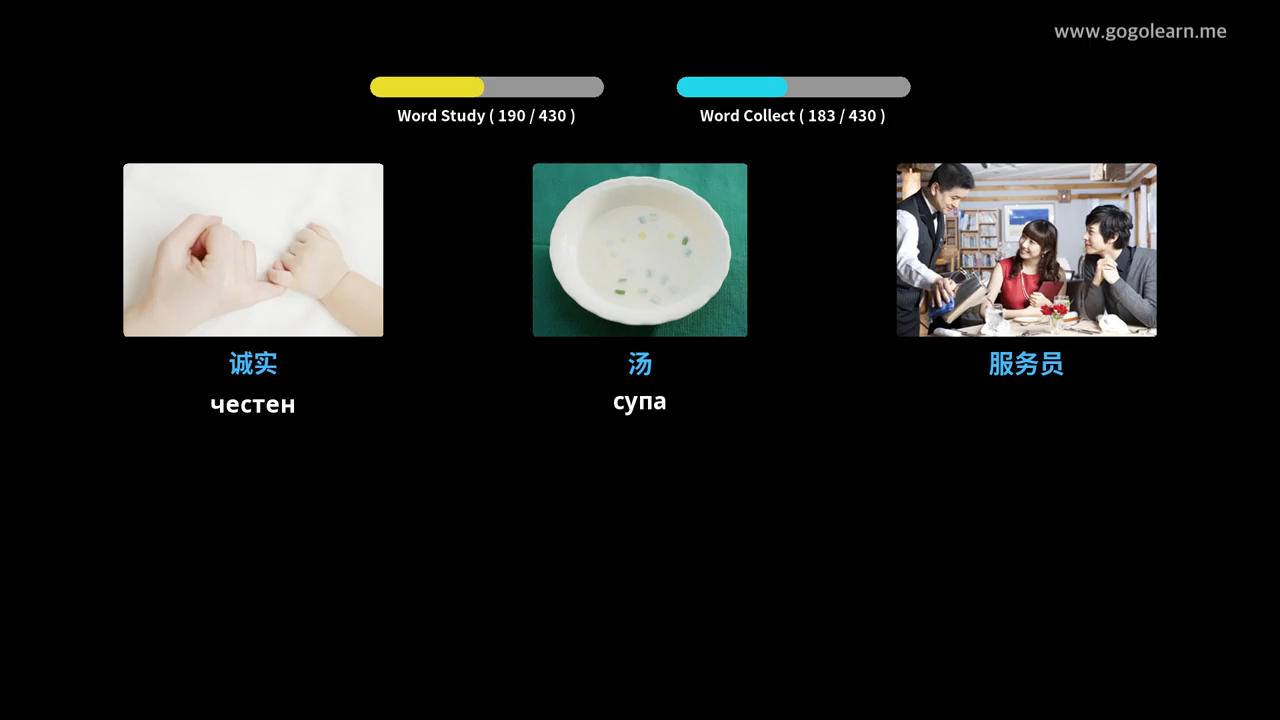 www.gogolearn.me
Word Study ( 190 / 430 )
Word Collect ( 183 / 430 )
诚实
汤
服务员
честен
супа